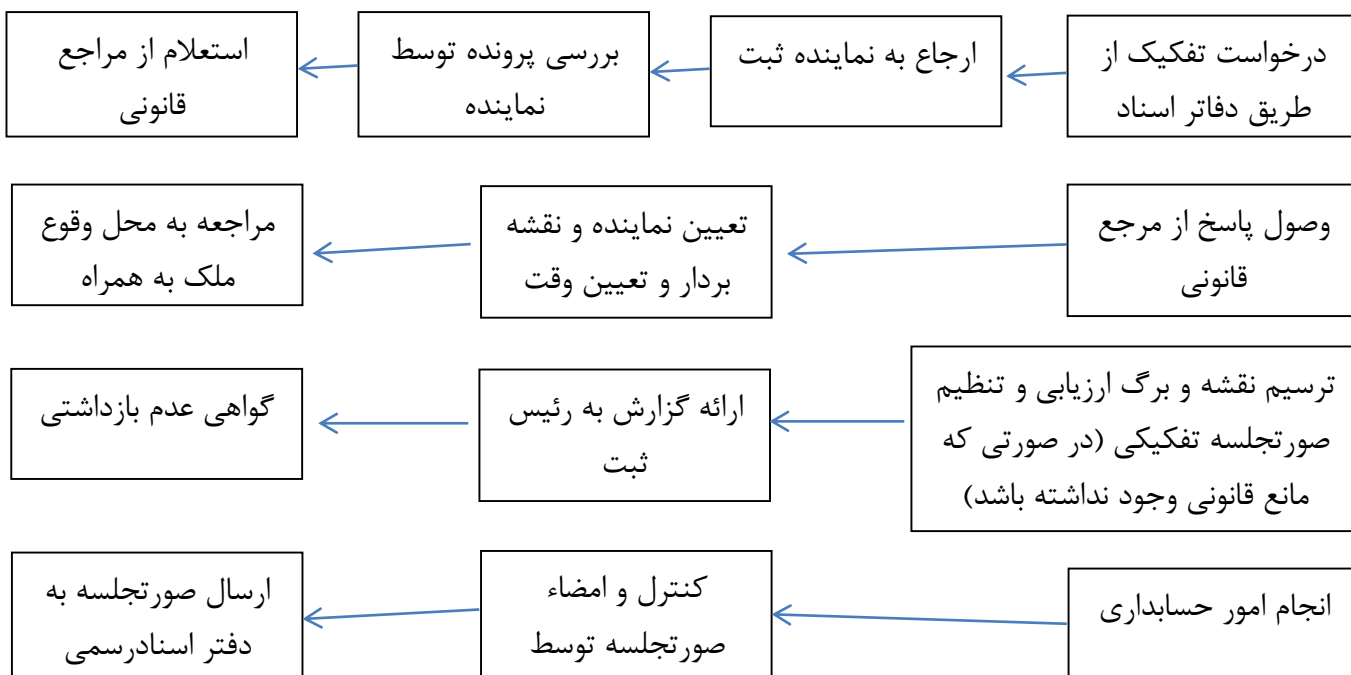 درخواست تفکیک از
طریق دفاتر اسناد
ارجاع به نماینده ثبت
بررسی پرونده توسط
نماینده
استعلام از مراجع
قانونی
وصول پاسخ از مرجع
قانونی
تعیین نماینده و نقشه
بردار و تعیین وقت
مراجعه به محل وقوع
ملک به همراه
ترسیم نقشه و برگ ارزیابی و تنظیم
صورتجلسه تفکیکی (در صورتی که
مانع قانونی وجود نداشته باشد)
ارائه گزارش به رئیس
ثبت
گواهی عدم بازداشتی
انجام امور حسابداری
کنترل و امضاء
صورتجلسه توسط
ارسال صورتجلسه به
دفتر اسنادرسمی